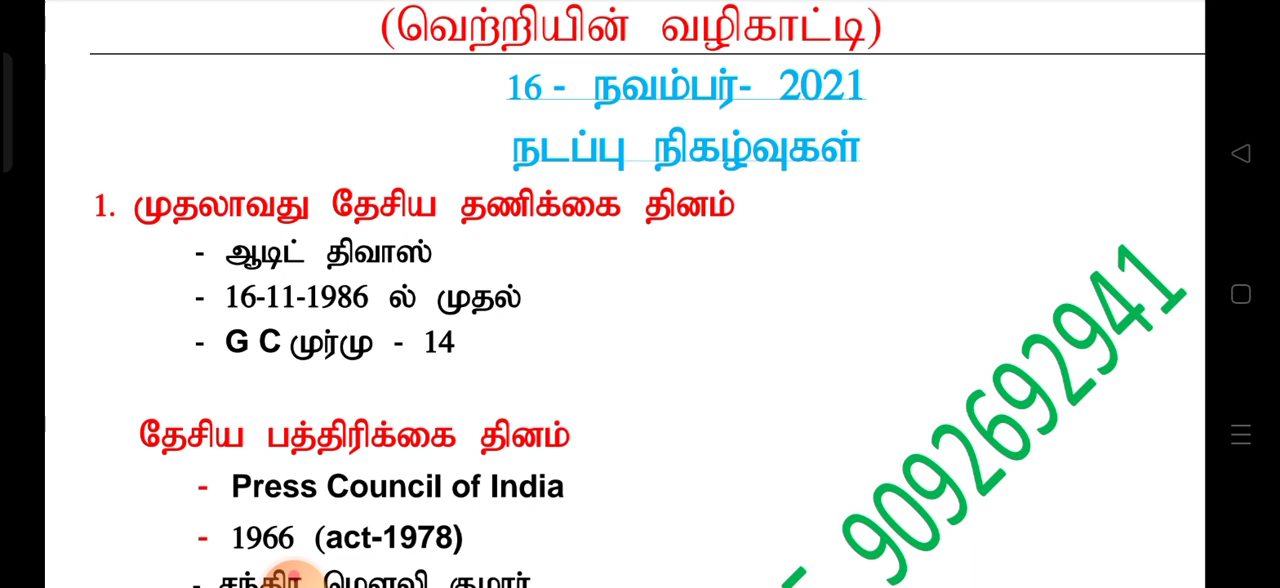 (வெற்றியின் வழிகாட்டி)
16 - நவம்பர்- 2021
நடப்பு நிகழ்வுகள்
1. முதலாவது தேசிய தணிக்கை தினம்
- ஆடிட் திவாஸ்
- 16-11-1986 ல் முதல்
- G C முர்மு - 14
தேசிய பத்திரிக்கை தினம்
- Press Council of India
- 1966 (act-1978)
- சந்திர மௌலி குமார்
9092692941